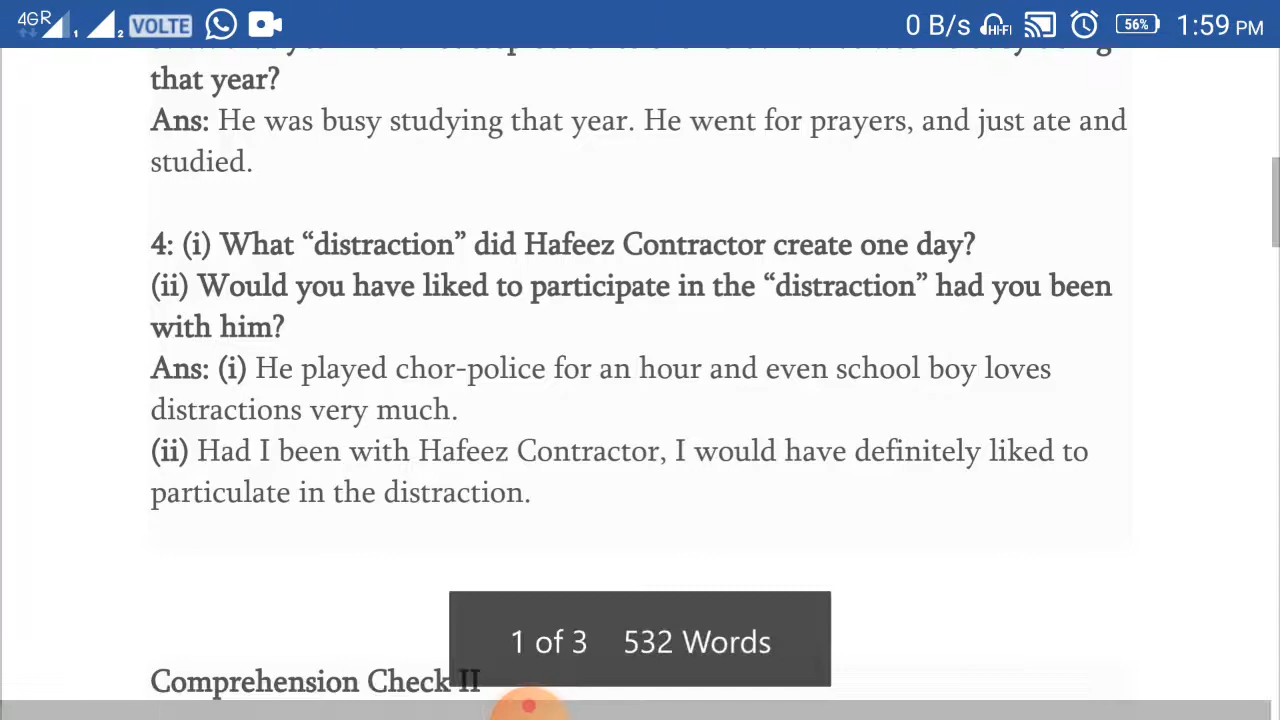 4GR 1 2 VOLTE 0 B/s HI-FI 56% 1:59 PM
that year?
Ans: He was busy studying that year. He went for prayers, and just ate and
studied.
4: (i) What “distraction” did Hafeez Contractor create one day?
(ii) Would you have liked to participate in the “distraction” had you been
with him?
Ans: (i) He played chor-police for an hour and even school boy loves
distractions very much.
(ii) Had I been with Hafeez Contractor, I would have definitely liked to
particulate in the distraction.
1 of 3 532 Words
Comprehension Check II